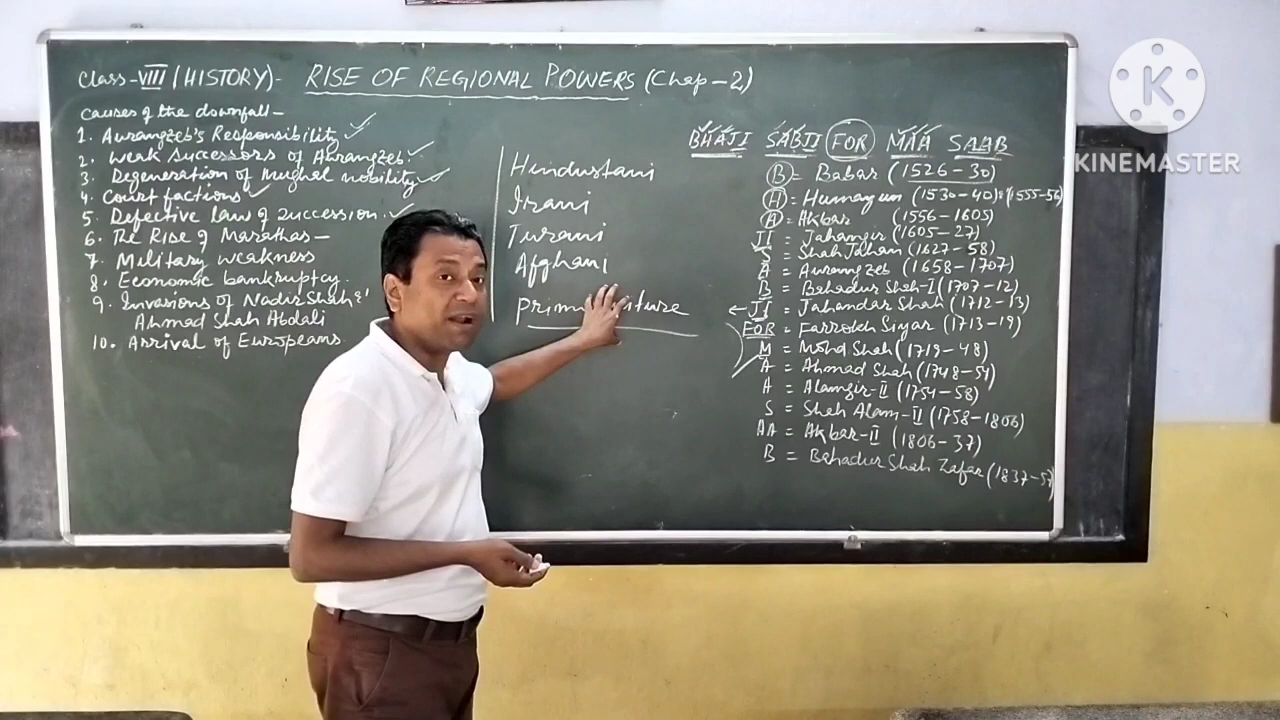 Class-VIII (HISTORY)- RISE OF REGIONAL POWERS (Chap-2)
Causes of the downfall-
1. Aurangzeb's Responsibility ✓
2. Weak Successors of Aurangzeb. ✓
3. Degeneration of Mughal nobility ✓
4. Court factions ✓
5. Defective law of succession. ✓
6. The Rise of Marathas-
7. Military weakness
8. Economic bankruptcy.
9. Invasions of Nadir Shah &
Ahmad Shah Abdali
10. Arrival of Europeans
Hindustani
Irani
Turani
Afghani
BHAJI SABJI FOR MAA SAAB
B = Babar (1526-30)
H = Humayun (1530-40) & (1555-56)
A = Akbar (1556-1605)
JI = Jahangir (1605-27)
S = Shah Jahan (1627-58)
A = Aurangzeb (1658-1707)
B = Bahadur Shah-I (1707-12)
JI = Jahandar Shah (1712-13)
FOR = Farrokh Siyar (1713-19)
M = Mohd Shah (1719-48)
A = Ahmad Shah (1748-54)
A = Alamgir-II (1754-58)
S = Shah Alam-II (1758-1806)
AA = Akbar-II (1806-37)
B = Bahadur Shah Zafar (1837-57)
K
KINEMASTER